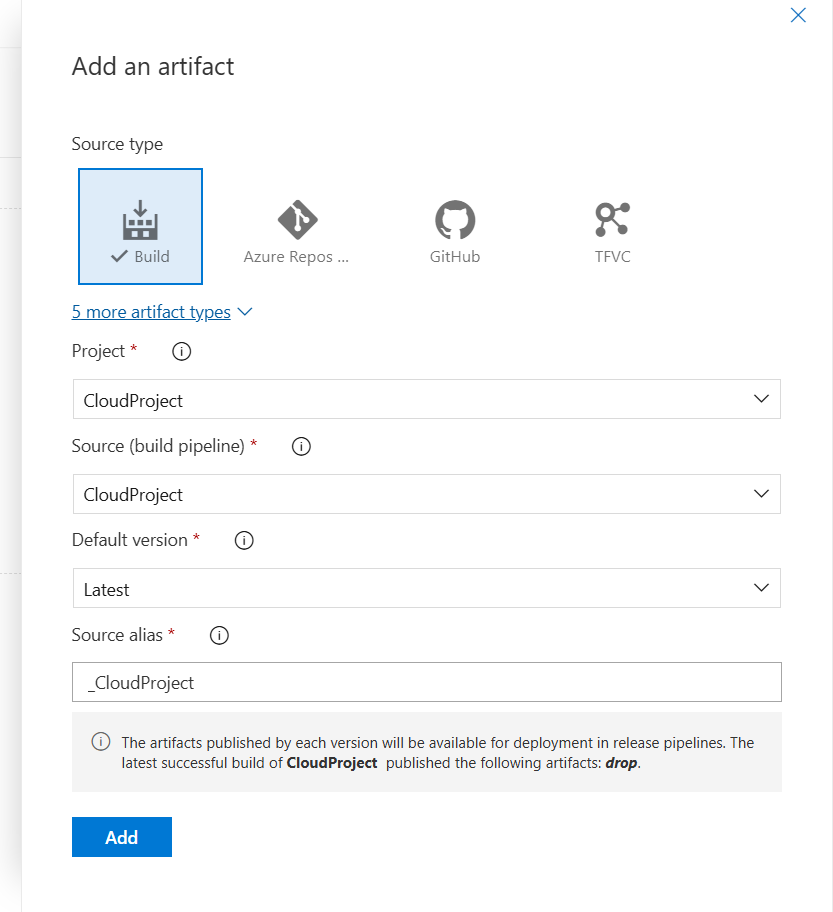 Add an artifact
Source type
Build
Azure Repos ...
GitHub
TFVC
5 more artifact types
Project *
CloudProject
Source (build pipeline) *
CloudProject
Default version *
Latest
Source alias *
_CloudProject
The artifacts published by each version will be available for deployment in release pipelines. The
latest successful build of CloudProject published the following artifacts: drop.
Add